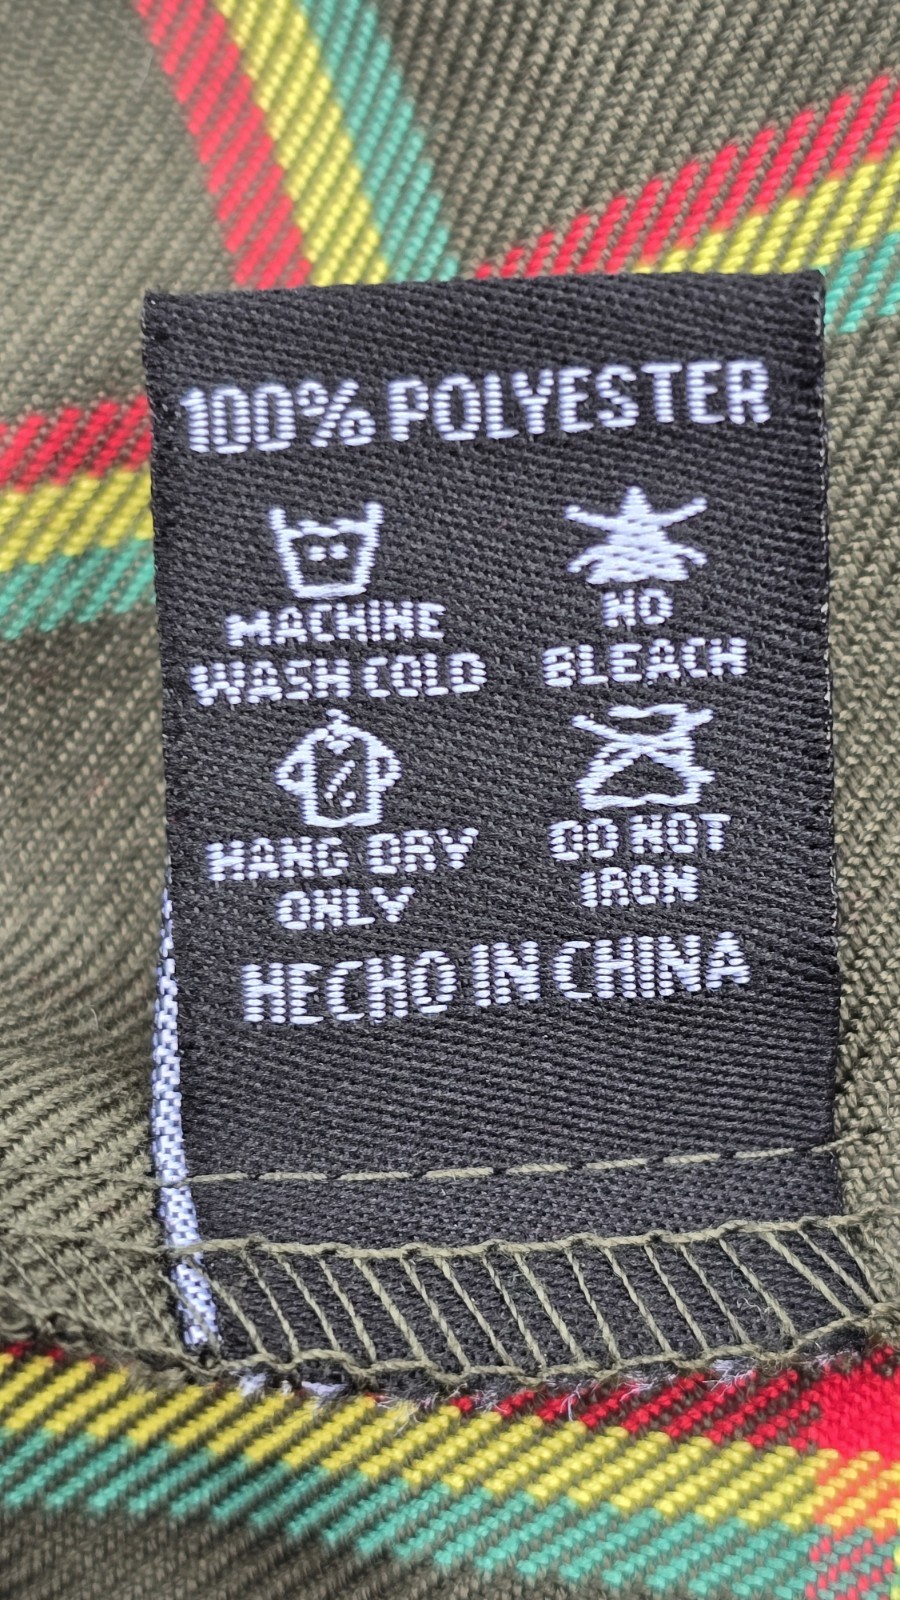 100% POLYESTER
MACHINE
WASH COLD
NO
BLEACH
HANG DRY
ONLY
DO NOT
IRON
HECHO IN CHINA